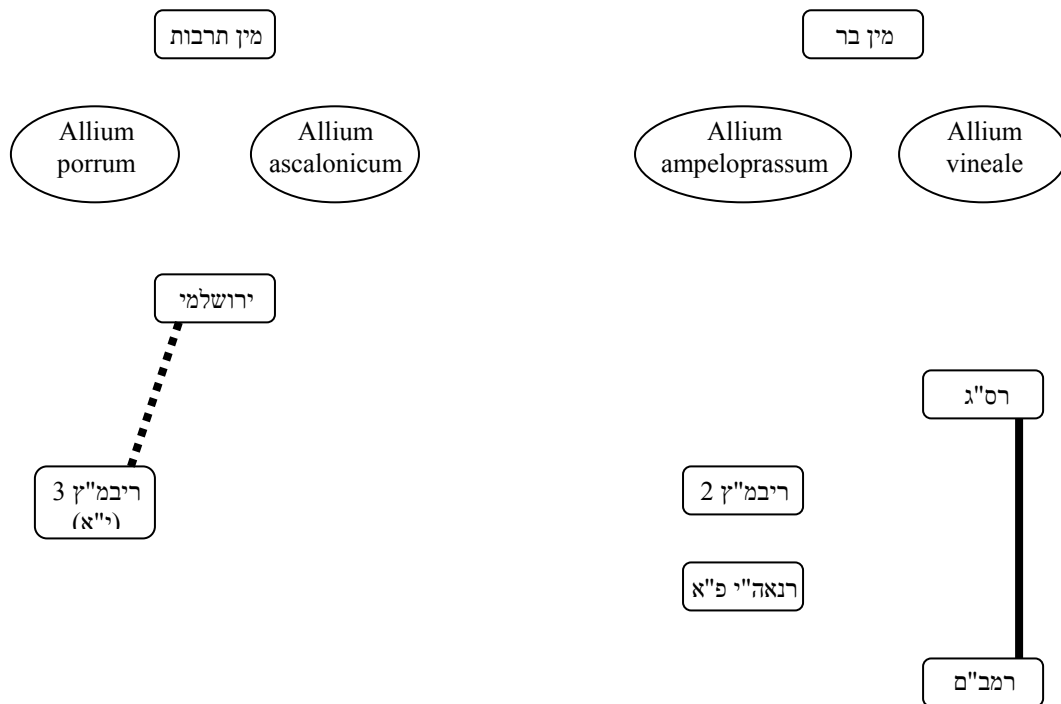 מין בר
מין תרבות
Allium
vineale
Allium
ampeloprassum
Allium
ascalonicum
Allium
porrum
ירושלמי
רס"ג
ריבמ"ץ 2
ריבמ"ץ 3
(י"א)
רנאה"י פ"א
רמב"ם